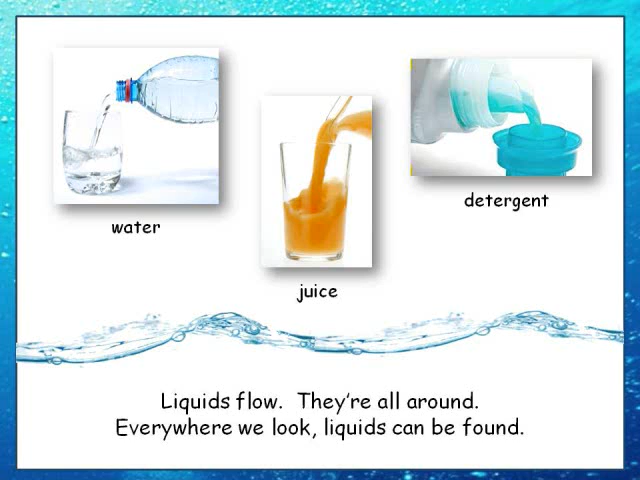 water
juice
detergent
Liquids flow.  They’re all around.
Everywhere we look, liquids can be found.